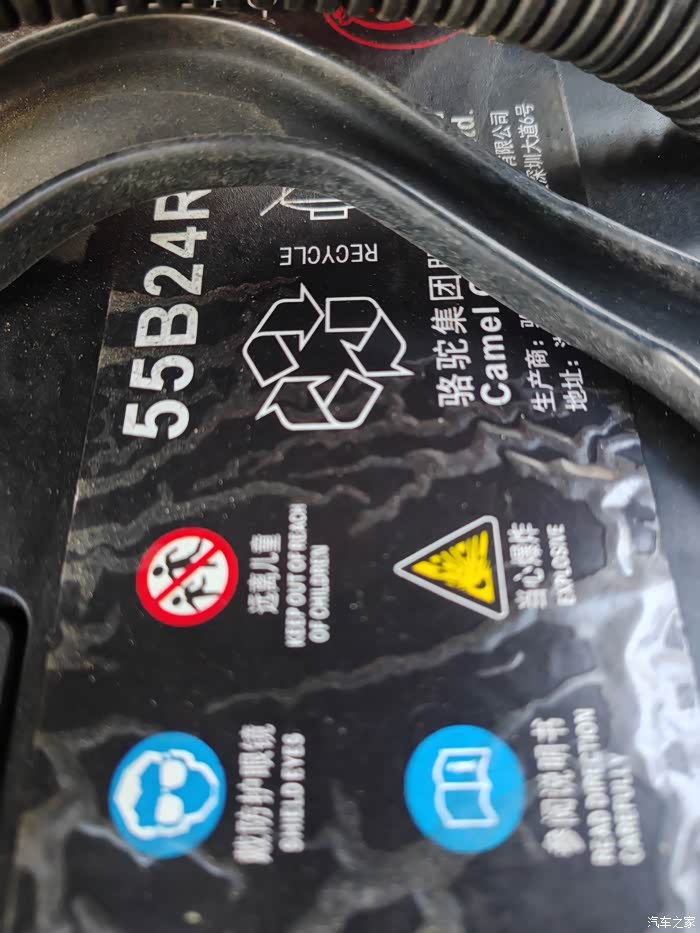 55B24R
RECYCLE
骆驼集团
Camel
生产商：
地址：
有限公司
深圳大道6号
远离儿童
KEEP OUT OF REACH
OF CHILDREN
当心爆炸
EXPLOSIVE
戴防护眼镜
SHIELD EYES
参阅说明书
READ DIRECTION
CAREFULLY
汽车之家